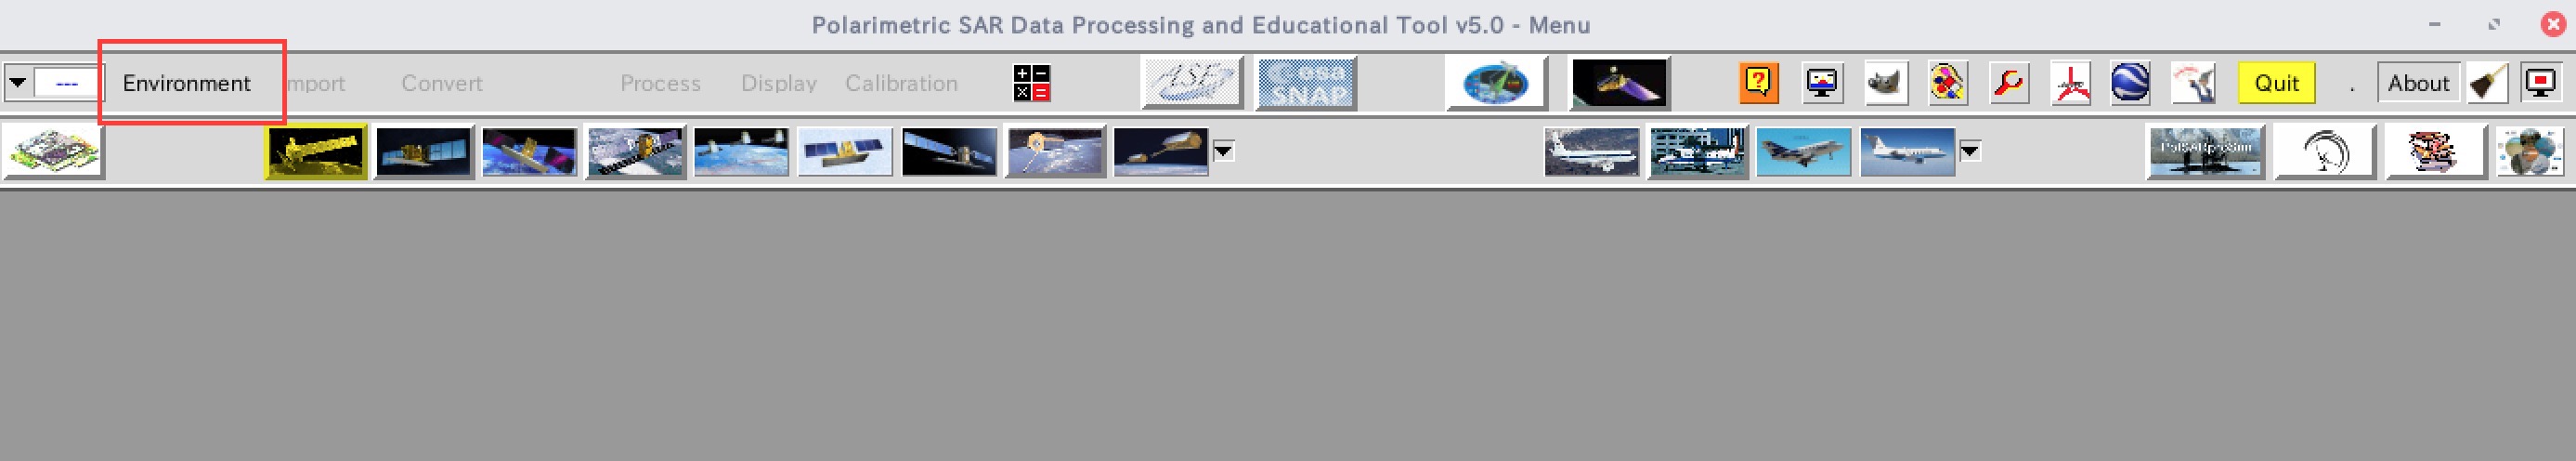 Polarimetric SAR Data Processing and Educational Tool v5.0 - Menu
--- Environment mport Convert Process Display Calibration ASF esa Quit . About
SNAP
PolSARproSim